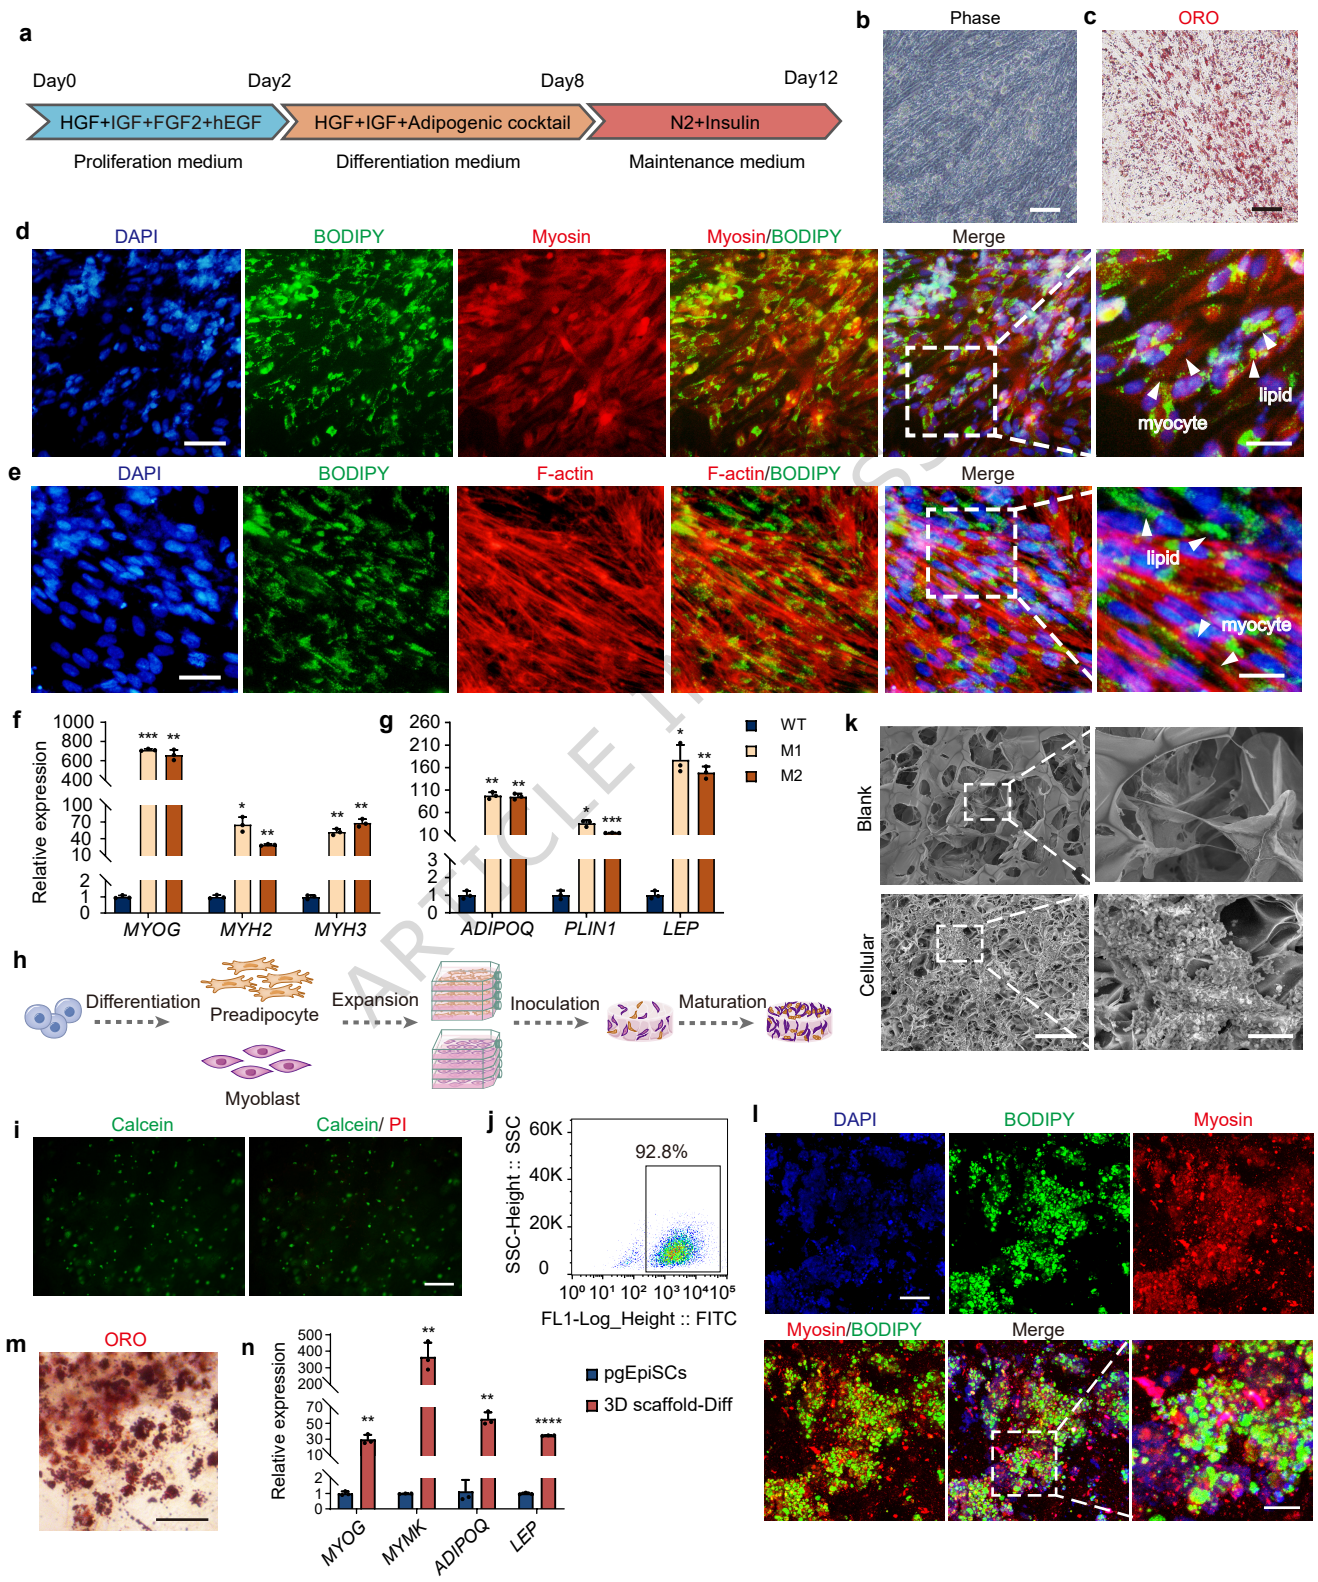 a
Day0
Day2
Day8
Day12
HGF+IGF+FGF2+hEGF
HGF+IGF+Adipogenic cocktail
N2+Insulin
Proliferation medium
Differentiation medium
Maintenance medium
b
Phase
c
ORO
d
DAPI
BODIPY
Myosin
Myosin/BODIPY
Merge
lipid
myocyte
e
DAPI
BODIPY
F-actin
F-actin/BODIPY
Merge
lipid
myocyte
f
Relative expression
1000
800
600
400
100
70
40
10
2
1
0
***
**
*
**
**
**
MYOG
MYH2
MYH3
g
260
210
160
110
60
10
3
2
1
0
**
**
*
***
*
**
ADIPOQ
PLIN1
LEP
WT
M1
M2
h
Differentiation
Preadipocyte
Myoblast
Expansion
Inoculation
Maturation
i
Calcein
Calcein/ PI
j
SSC-Height :: SSC
60K
40K
20K
0
92.8%
10⁰ 10¹ 10² 10³ 10⁴ 10⁵
FL1-Log_Height :: FITC
k
Blank
Cellular
l
DAPI
BODIPY
Myosin
Myosin/BODIPY
Merge
m
ORO
n
Relative expression
500
400
300
200
70
50
30
10
2
1
0
**
**
**
****
MYOG
MYMK
ADIPOQ
LEP
pgEpiSCs
3D scaffold-Diff